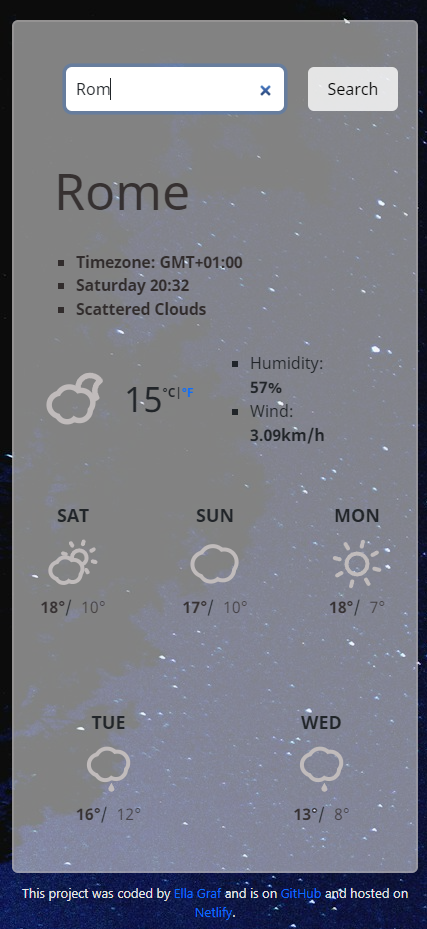 Rom
Search
Rome
Timezone: GMT+01:00
Saturday 20:32
Scattered Clouds
15°C|°F
Humidity:
57%
Wind:
3.09km/h
SAT SUN MON
18°/ 10° 17°/ 10° 18°/ 7°
TUE WED
16°/ 12° 13°/ 8°
This project was coded by Ella Graf and is on GitHub and hosted on
Netlify.